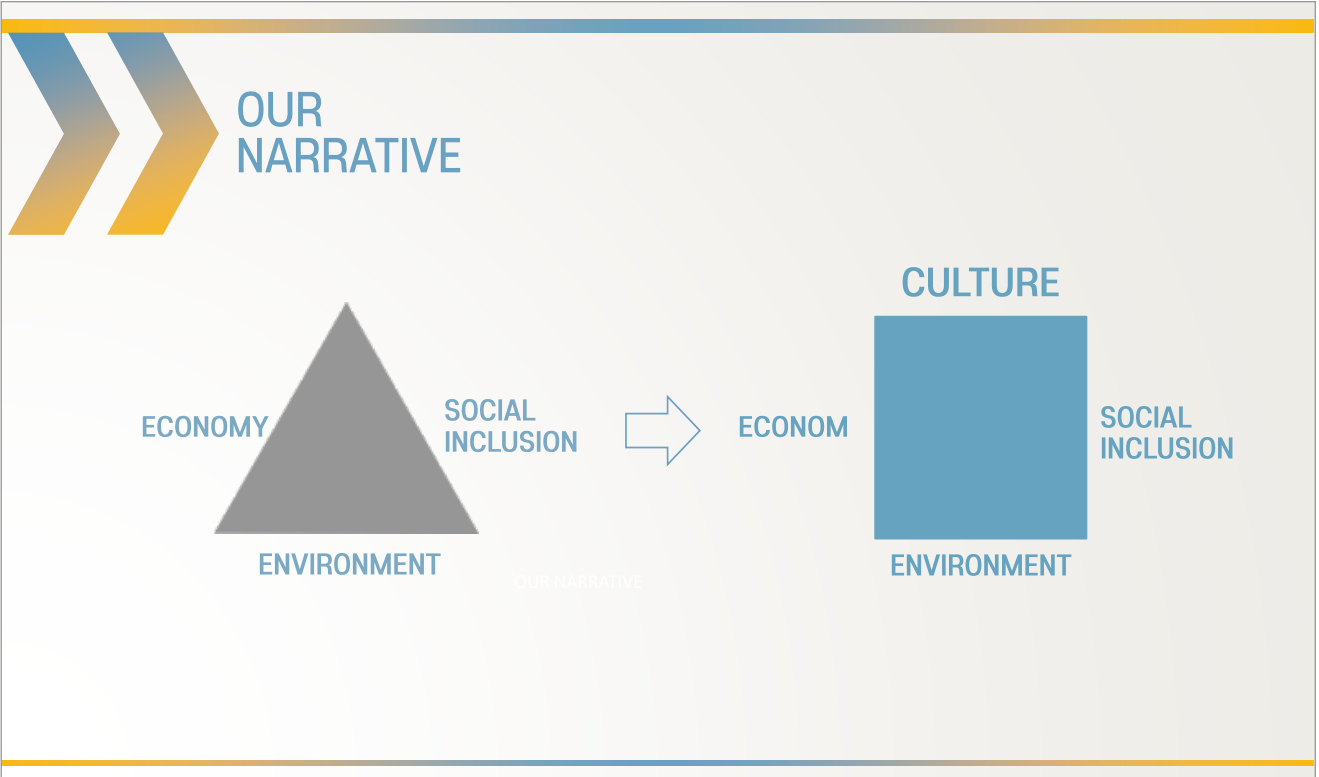 OUR
NARRATIVE
CULTURE
ECONOMY
SOCIAL
INCLUSION
ECONOM
SOCIAL
INCLUSION
ENVIRONMENT
ENVIRONMENT
OUR NARRATIVE